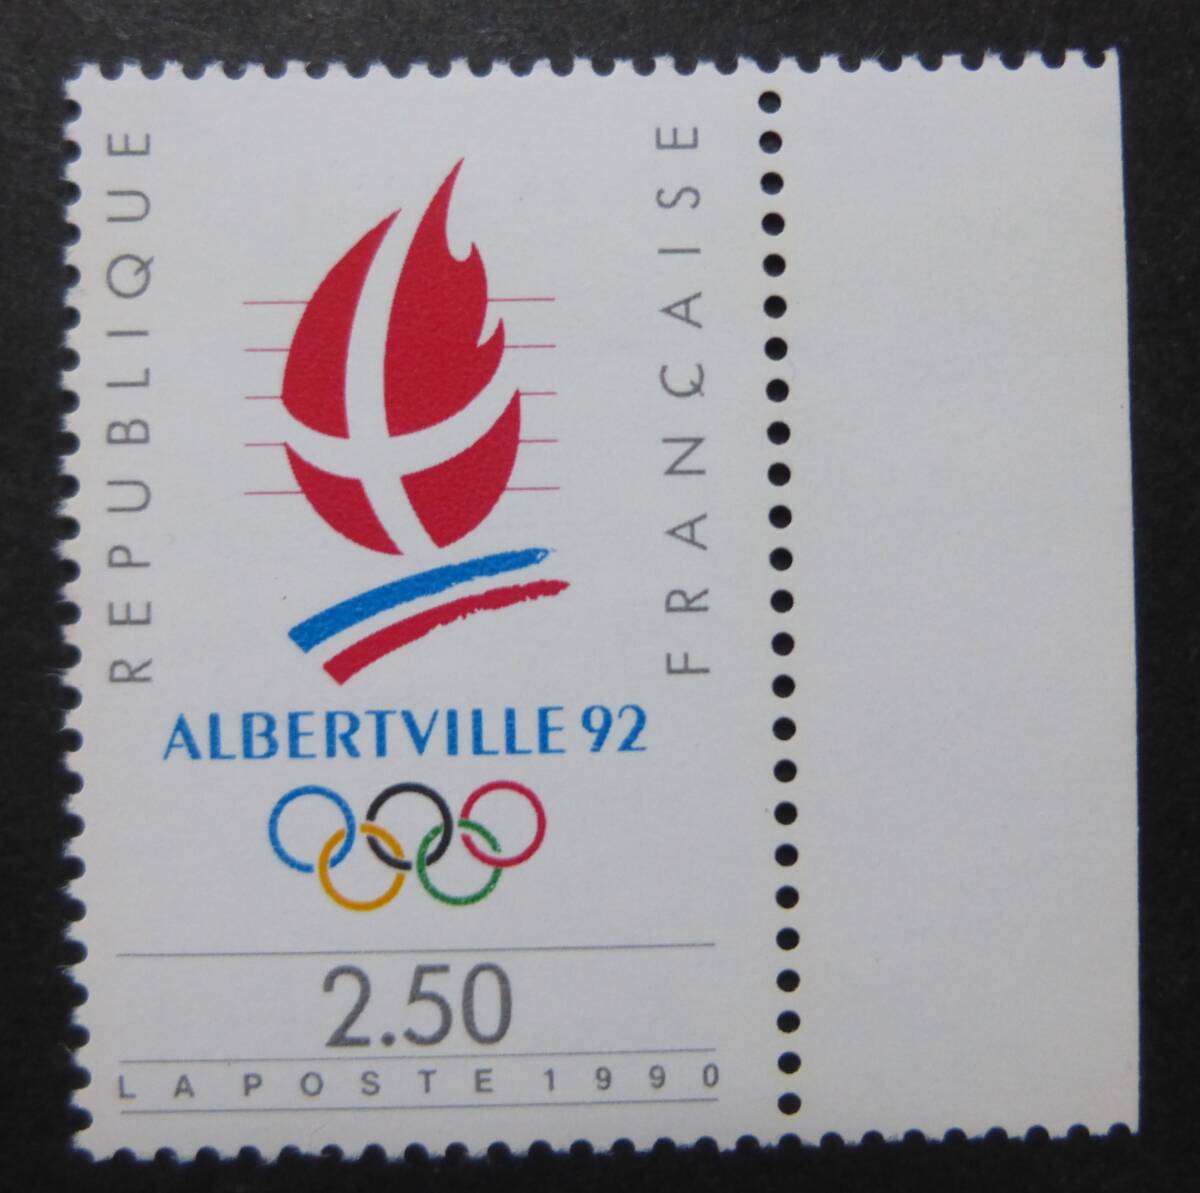 REPUBLIQUE
FRANÇAISE
ALBERTVILLE 92
2.50
LA POSTE 1990